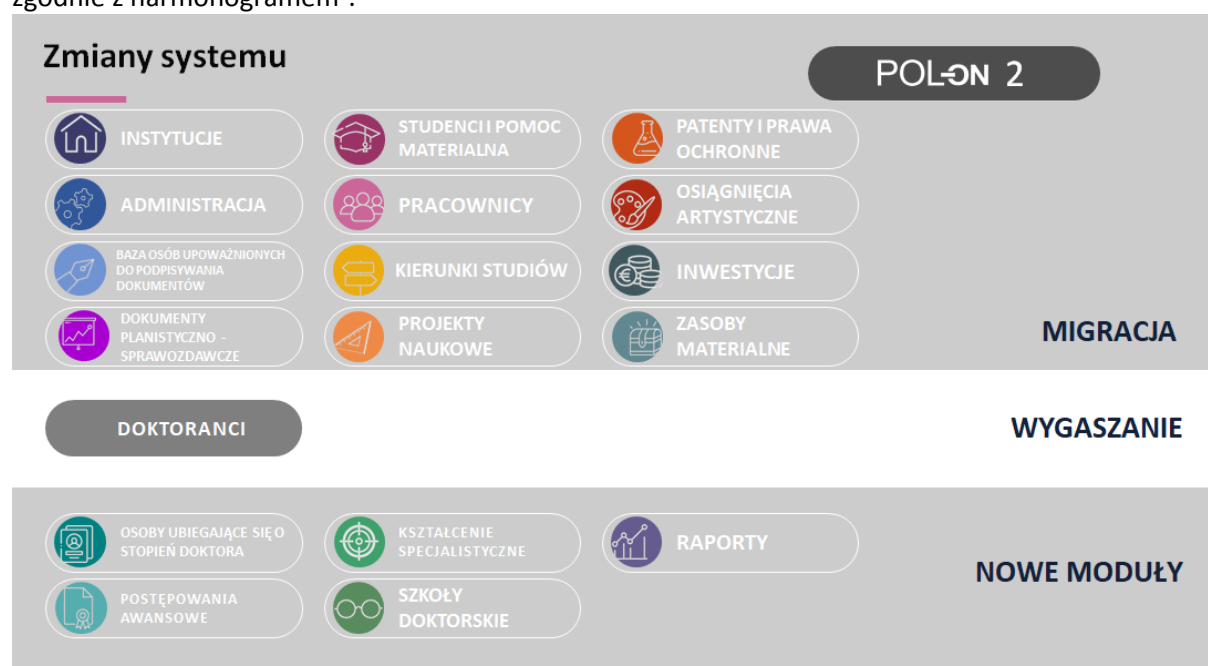 zgodnie z harmonogramem".
Zmiany systemu
POL-ON 2
INSTYTUCJE
STUDENCI I POMOC
MATERIALNA
PATENTY I PRAWA
OCHRONNE
ADMINISTRACJA
PRACOWNICY
OSIĄGNIĘCIA
ARTYSTYCZNE
BAZA OSÓB UPOWAŻNIONYCH
DO PODPISYWANIA
DOKUMENTÓW
KIERUNKI STUDIÓW
INWESTYCJE
DOKUMENTY
PLANISTYCZNO -
SPRAWOZDAWCZE
PROJEKTY
NAUKOWE
ZASOBY
MATERIALNE
MIGRACJA
DOKTORANCI
WYGASZANIE
OSOBY UBIEGAJĄCE SIĘ O
STOPIEŃ DOKTORA
KSZTAŁCENIE
SPECJALISTYCZNE
RAPORTY
POSTĘPOWANIA
AWANSOWE
SZKOŁY
DOKTORSKIE
NOWE MODUŁY